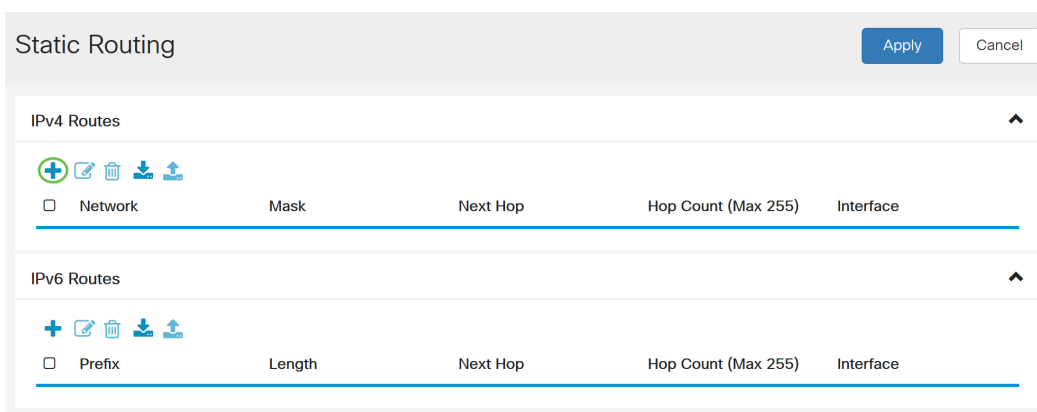 Static Routing Apply Cancel
IPv4 Routes
Network Mask Next Hop Hop Count (Max 255) Interface
IPv6 Routes
Prefix Length Next Hop Hop Count (Max 255) Interface